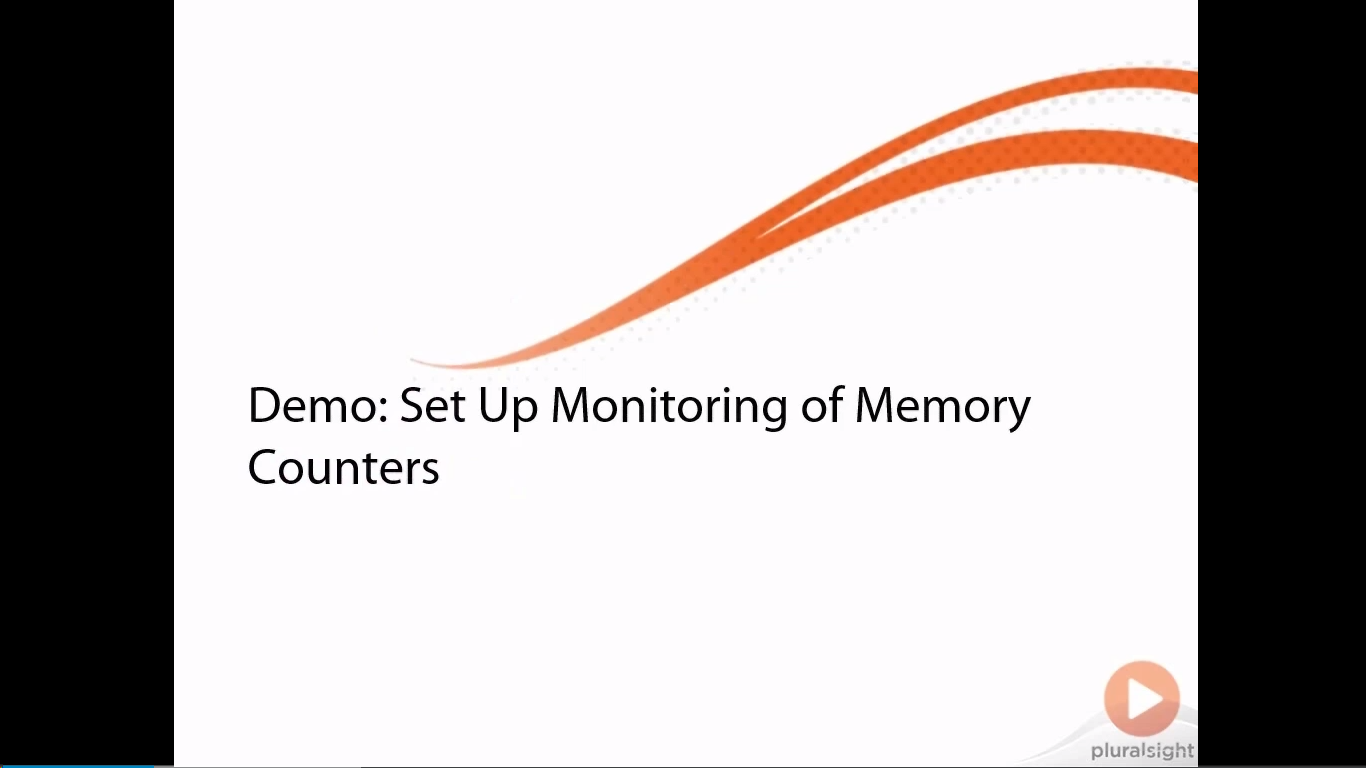 Demo: Set Up Monitoring of Memory
Counters
pluralsight